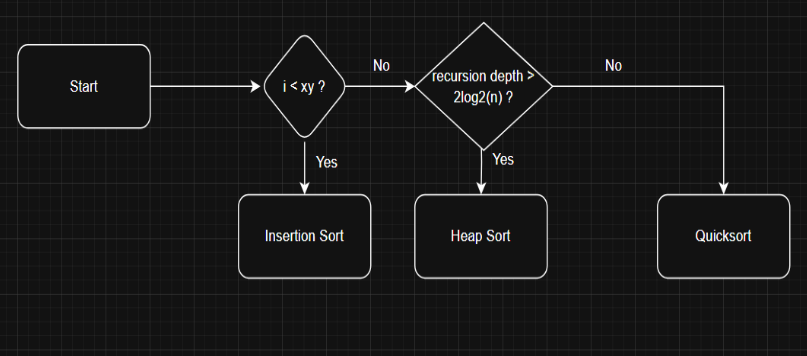 Start
i < xy ?
No
recursion depth >
2log2(n) ?
No
Yes
Yes
Insertion Sort
Heap Sort
Quicksort